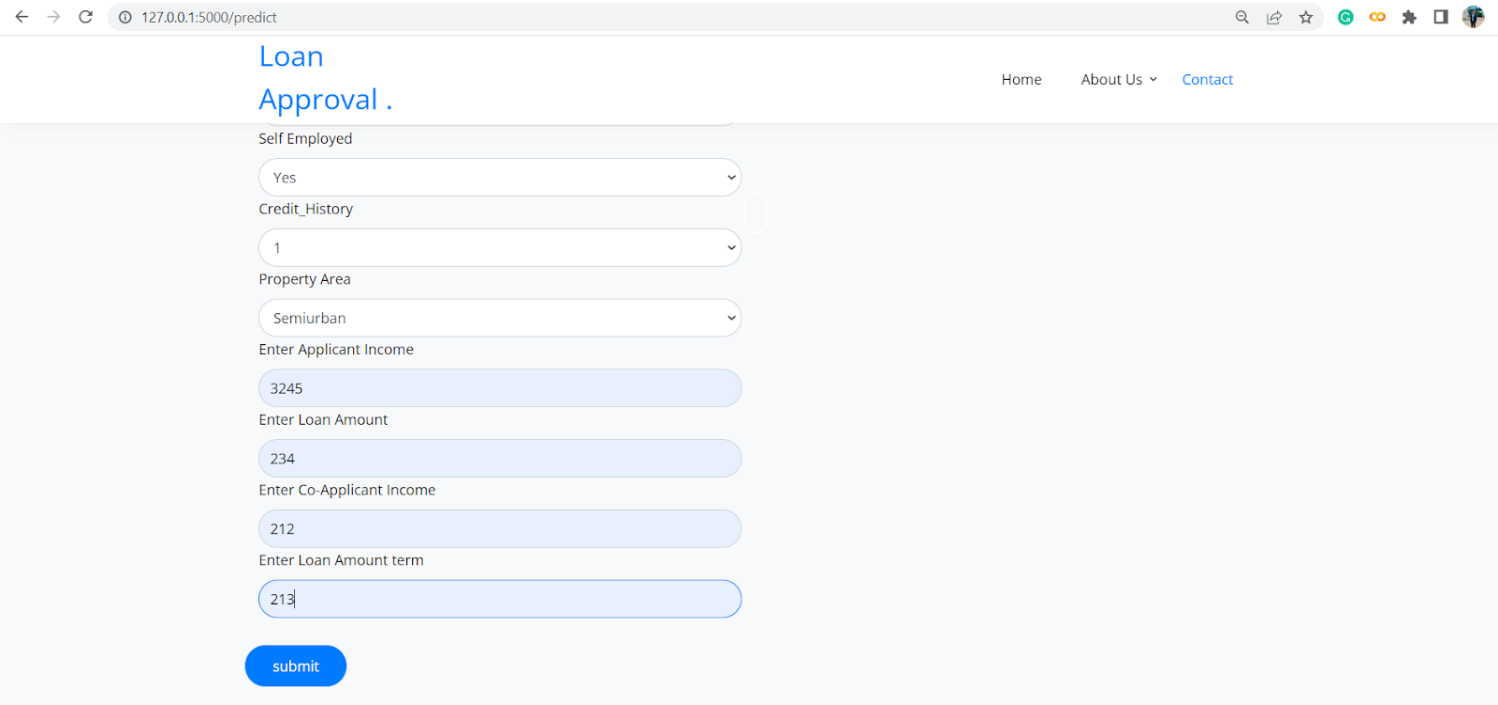 127.0.0.1:5000/predict
Loan
Approval .
Home About Us Contact
Self Employed
Yes
Credit_History
1
Property Area
Semiurban
Enter Applicant Income
3245
Enter Loan Amount
234
Enter Co-Applicant Income
212
Enter Loan Amount term
213
submit